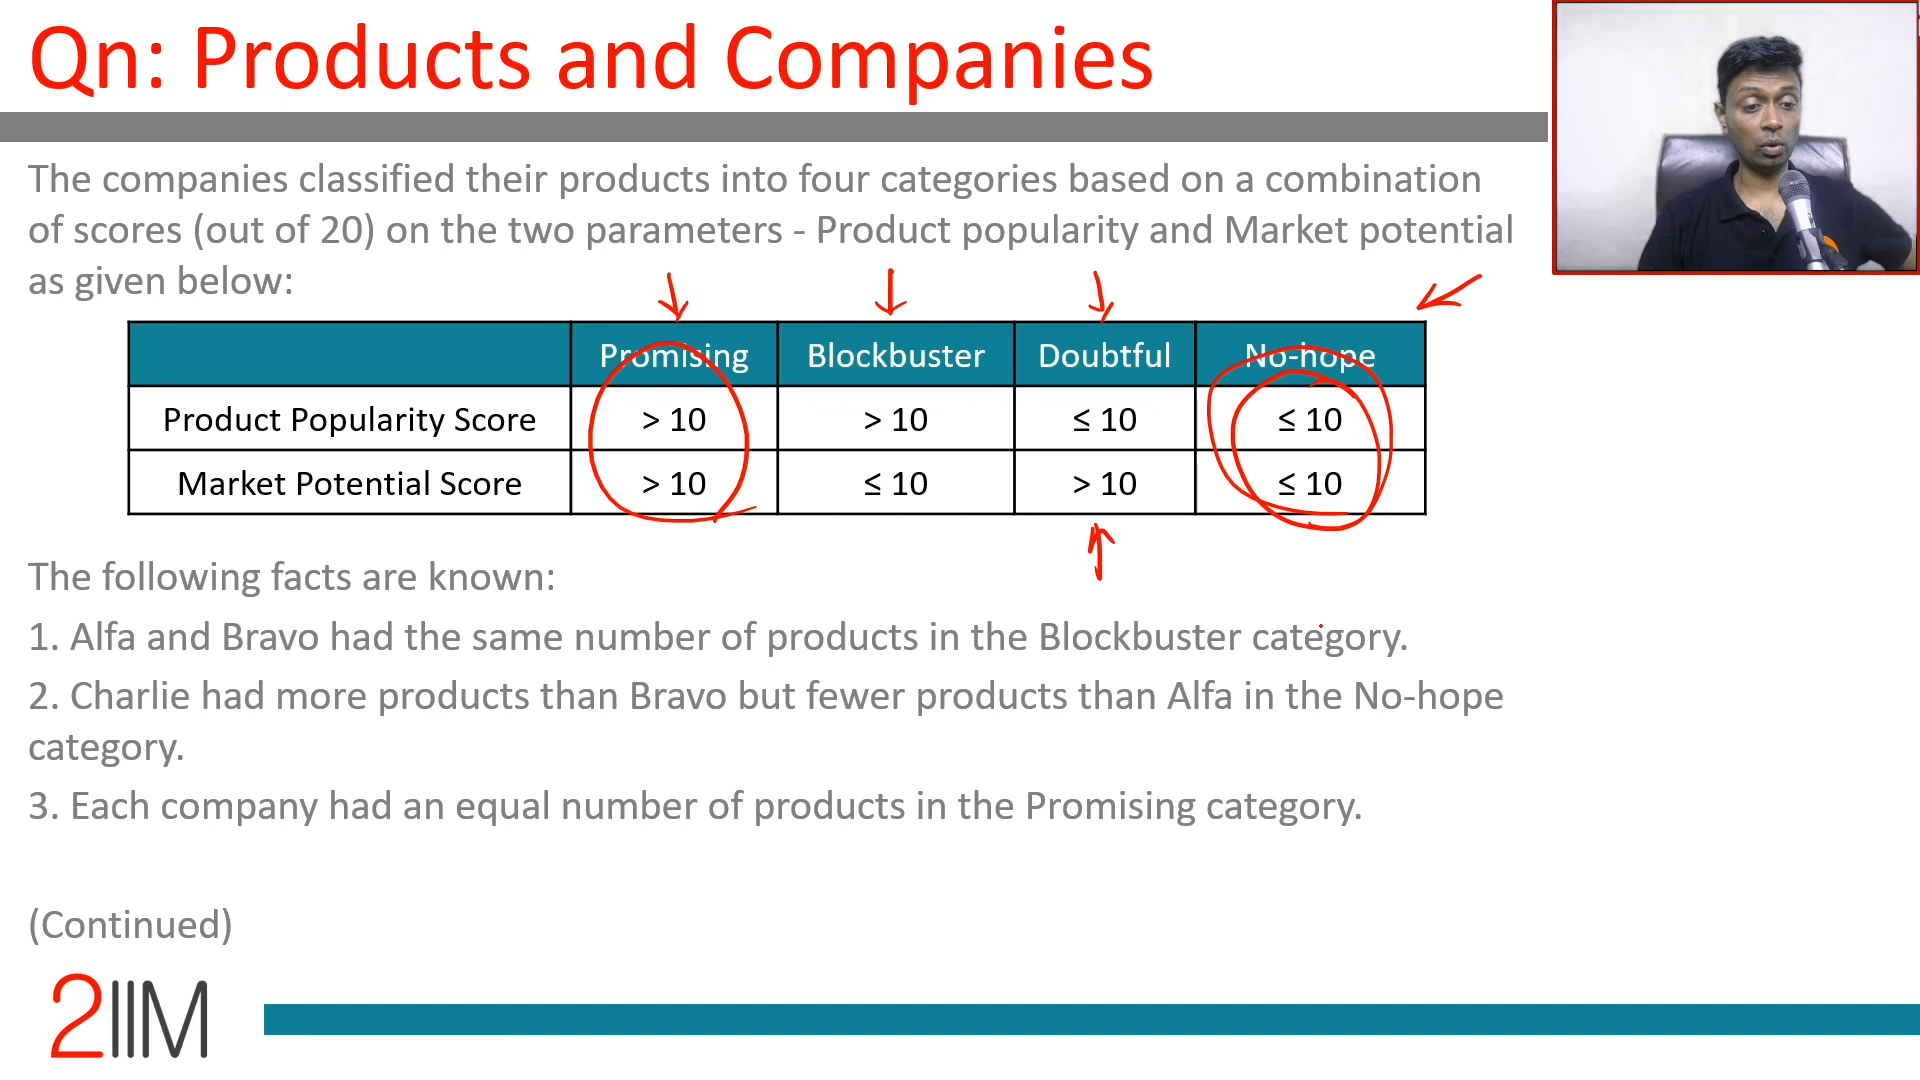 Qn: Products and Companies
The companies classified their products into four categories based on a combination
of scores (out of 20) on the two parameters - Product popularity and Market potential
as given below:
Promising Blockbuster Doubtful No-hope
Product Popularity Score > 10 > 10 ≤ 10 ≤ 10
Market Potential Score > 10 ≤ 10 > 10 ≤ 10
The following facts are known:
1. Alfa and Bravo had the same number of products in the Blockbuster category.
2. Charlie had more products than Bravo but fewer products than Alfa in the No-hope
category.
3. Each company had an equal number of products in the Promising category.
(Continued)
2IIM